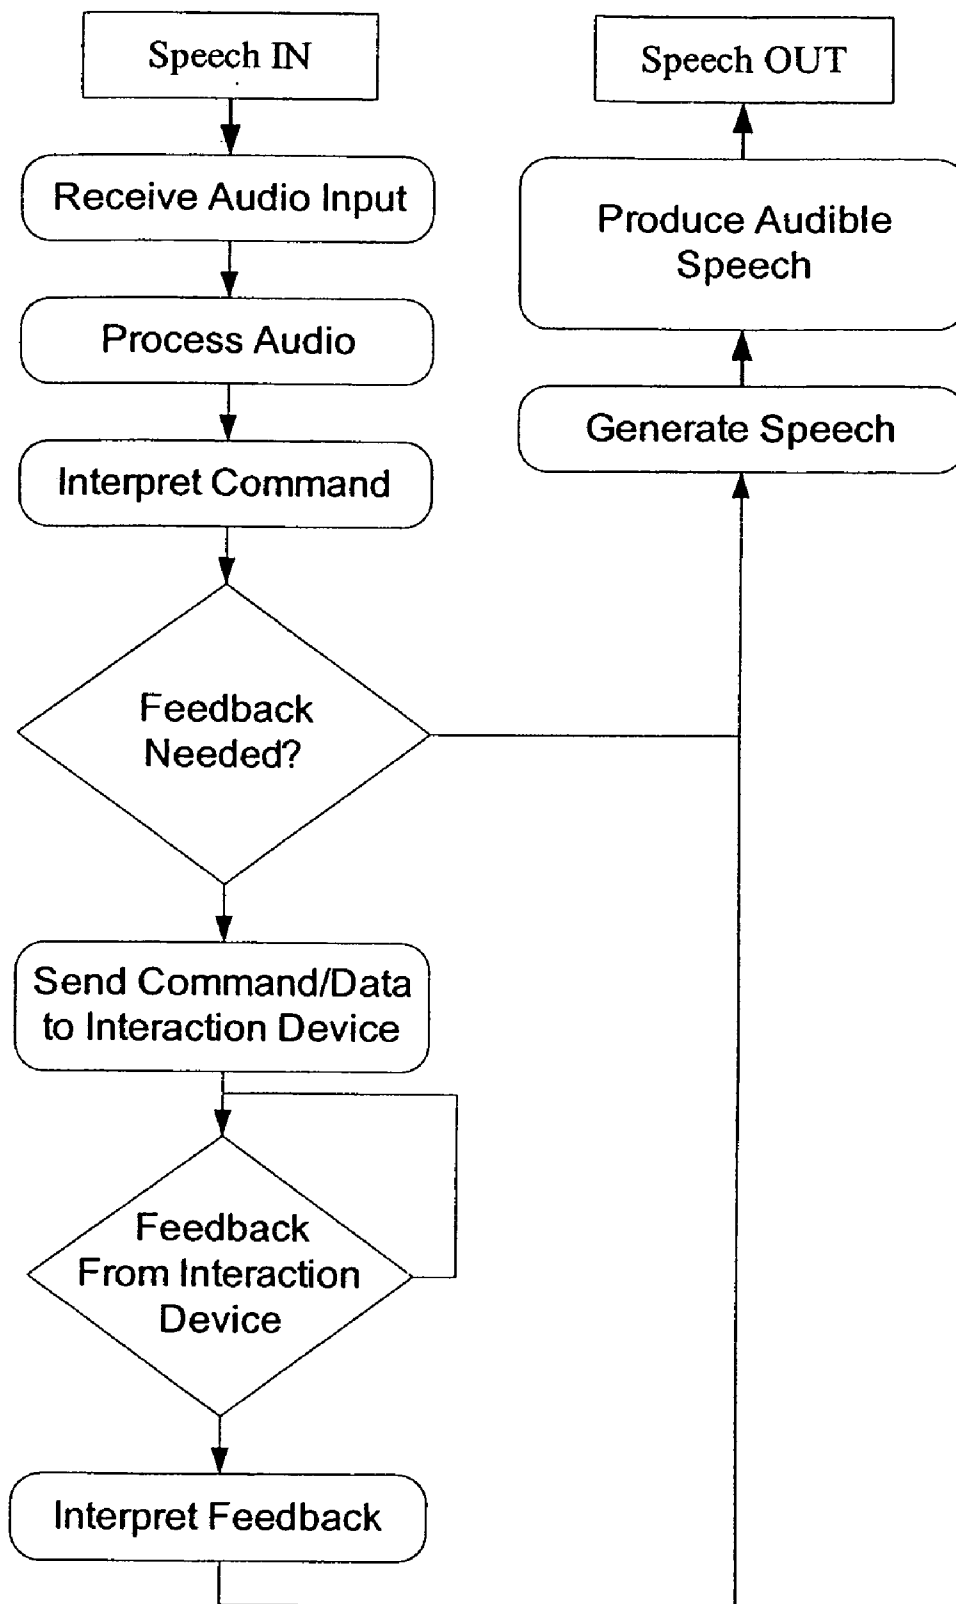 Speech IN
Receive Audio Input
Process Audio
Interpret Command
Feedback
Needed?
Send Command/Data
to Interaction Device
Feedback
From Interaction
Device
Interpret Feedback
Speech OUT
Produce Audible
Speech
Generate Speech